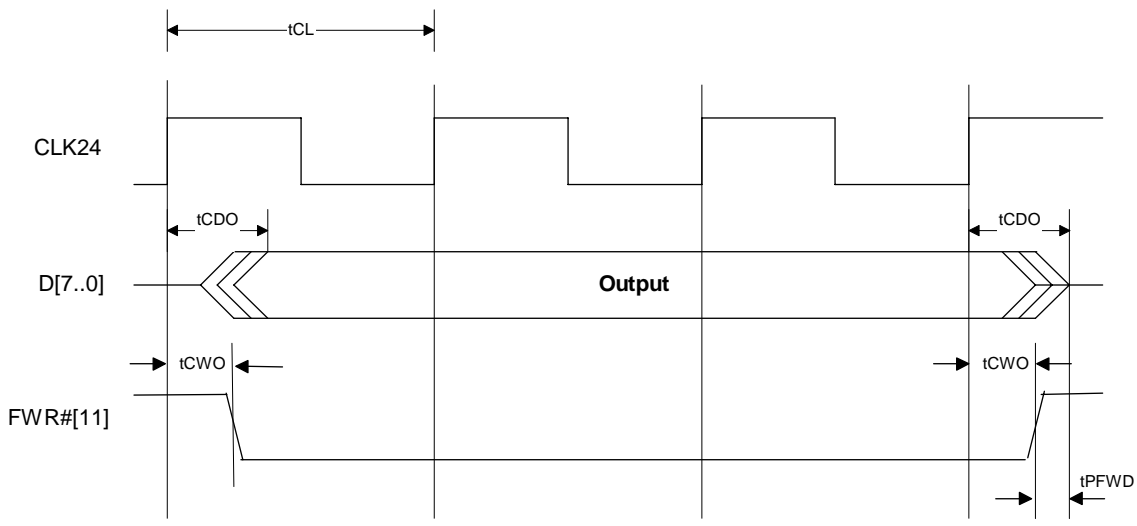 tCL
CLK24
tCDO
tCDO
D[7..0]
Output
tCWO
tCWO
FWR#[11]
tPFWD